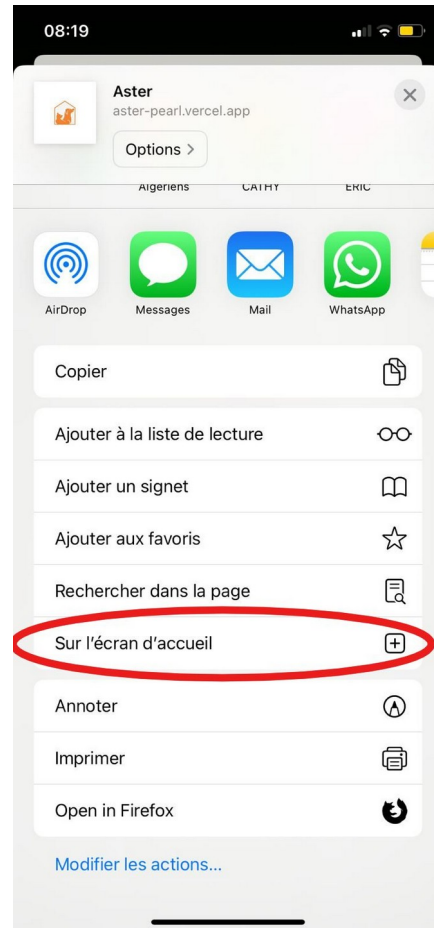 08:19
Aster
aster-pearl.vercel.app
Options >
Algériens CATHY ERIC
AirDrop Messages Mail WhatsApp
Copier
Ajouter à la liste de lecture
Ajouter un signet
Ajouter aux favoris
Rechercher dans la page
Sur l’écran d’accueil
Annoter
Imprimer
Open in Firefox
Modifier les actions...